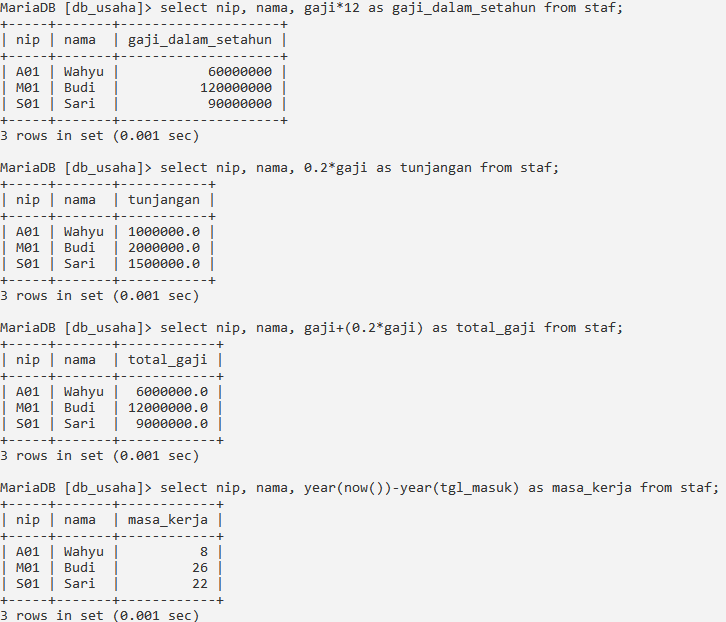 MariaDB [db_usaha]> select nip, nama, gaji*12 as gaji_dalam_setahun from staf;
+-----+-------+--------------------+
| nip | nama  | gaji_dalam_setahun |
+-----+-------+--------------------+
| A01 | Wahyu |           60000000 |
| M01 | Budi  |          120000000 |
| S01 | Sari  |           90000000 |
+-----+-------+--------------------+
3 rows in set (0.001 sec)

MariaDB [db_usaha]> select nip, nama, 0.2*gaji as tunjangan from staf;
+-----+-------+-----------+
| nip | nama  | tunjangan |
+-----+-------+-----------+
| A01 | Wahyu | 1000000.0 |
| M01 | Budi  | 2000000.0 |
| S01 | Sari  | 1500000.0 |
+-----+-------+-----------+
3 rows in set (0.001 sec)

MariaDB [db_usaha]> select nip, nama, gaji+(0.2*gaji) as total_gaji from staf;
+-----+-------+------------+
| nip | nama  | total_gaji |
+-----+-------+------------+
| A01 | Wahyu |  6000000.0 |
| M01 | Budi  | 12000000.0 |
| S01 | Sari  |  9000000.0 |
+-----+-------+------------+
3 rows in set (0.001 sec)

MariaDB [db_usaha]> select nip, nama, year(now())-year(tgl_masuk) as masa_kerja from staf;
+-----+-------+------------+
| nip | nama  | masa_kerja |
+-----+-------+------------+
| A01 | Wahyu |          8 |
| M01 | Budi  |         26 |
| S01 | Sari  |         22 |
+-----+-------+------------+
3 rows in set (0.001 sec)